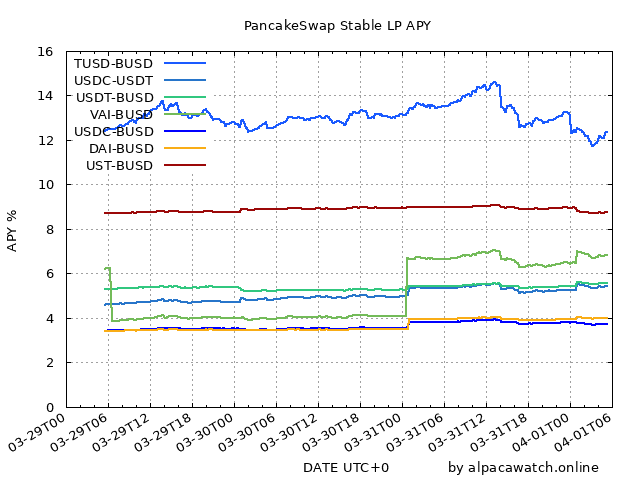 PancakeSwap Stable LP APY
16
14
12
10
8
6
4
2
0
APY %
TUSD-BUSD
USDC-USDT
USDT-BUSD
VAI-BUSD
USDC-BUSD
DAI-BUSD
UST-BUSD
03-29T00
03-29T06
03-29T12
03-29T18
03-30T00
03-30T06
03-30T12
03-30T18
03-31T00
03-31T06
03-31T12
03-31T18
04-01T00
04-01T06
DATE UTC+0
by alpacawatch.online